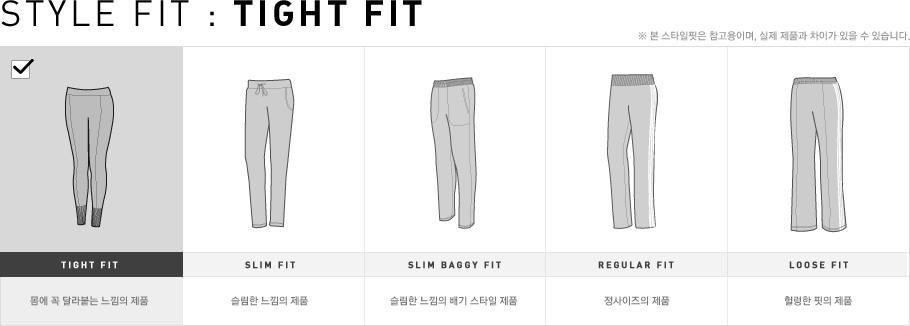 STYLE FIT : TIGHT FIT
※ 본 스타일핏은 참고용이며, 실제 제품과 차이가 있을 수 있습니다.
TIGHT FIT
SLIM FIT
SLIM BAGGY FIT
REGULAR FIT
LOOSE FIT
몸에 꼭 달라붙는 느낌의 제품
슬림한 느낌의 제품
슬림한 느낌의 배기 스타일 제품
정사이즈의 제품
헐렁한 핏의 제품